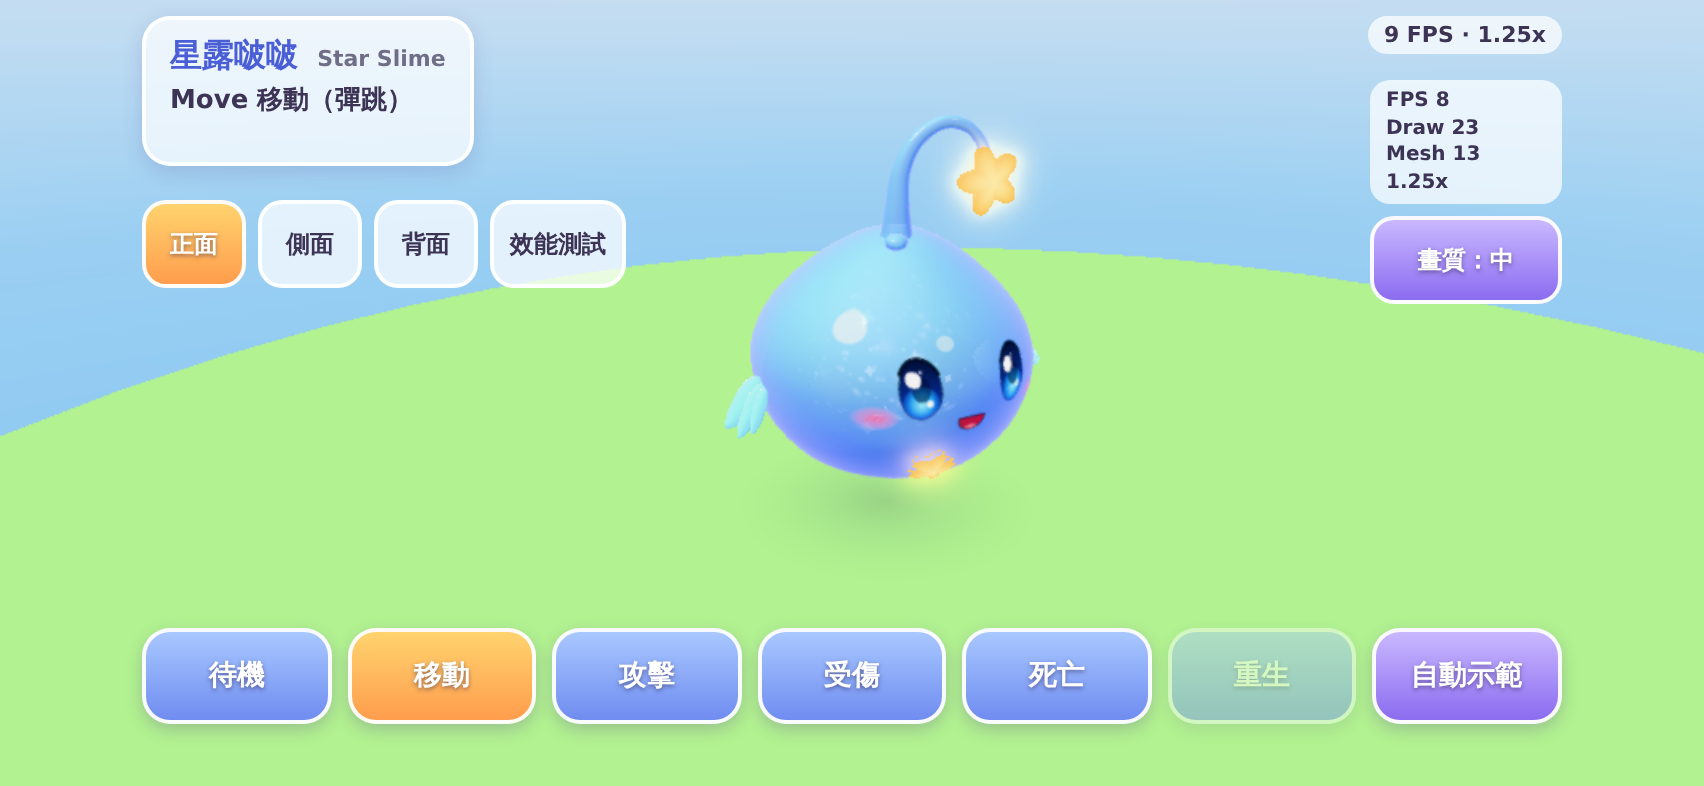 星露啵啵 Star Slime
Move 移動（彈跳）
9 FPS · 1.25x
FPS 8
Draw 23
Mesh 13
1.25x
正面
側面
背面
效能測試
畫質：中
待機
移動
攻擊
受傷
死亡
重生
自動示範